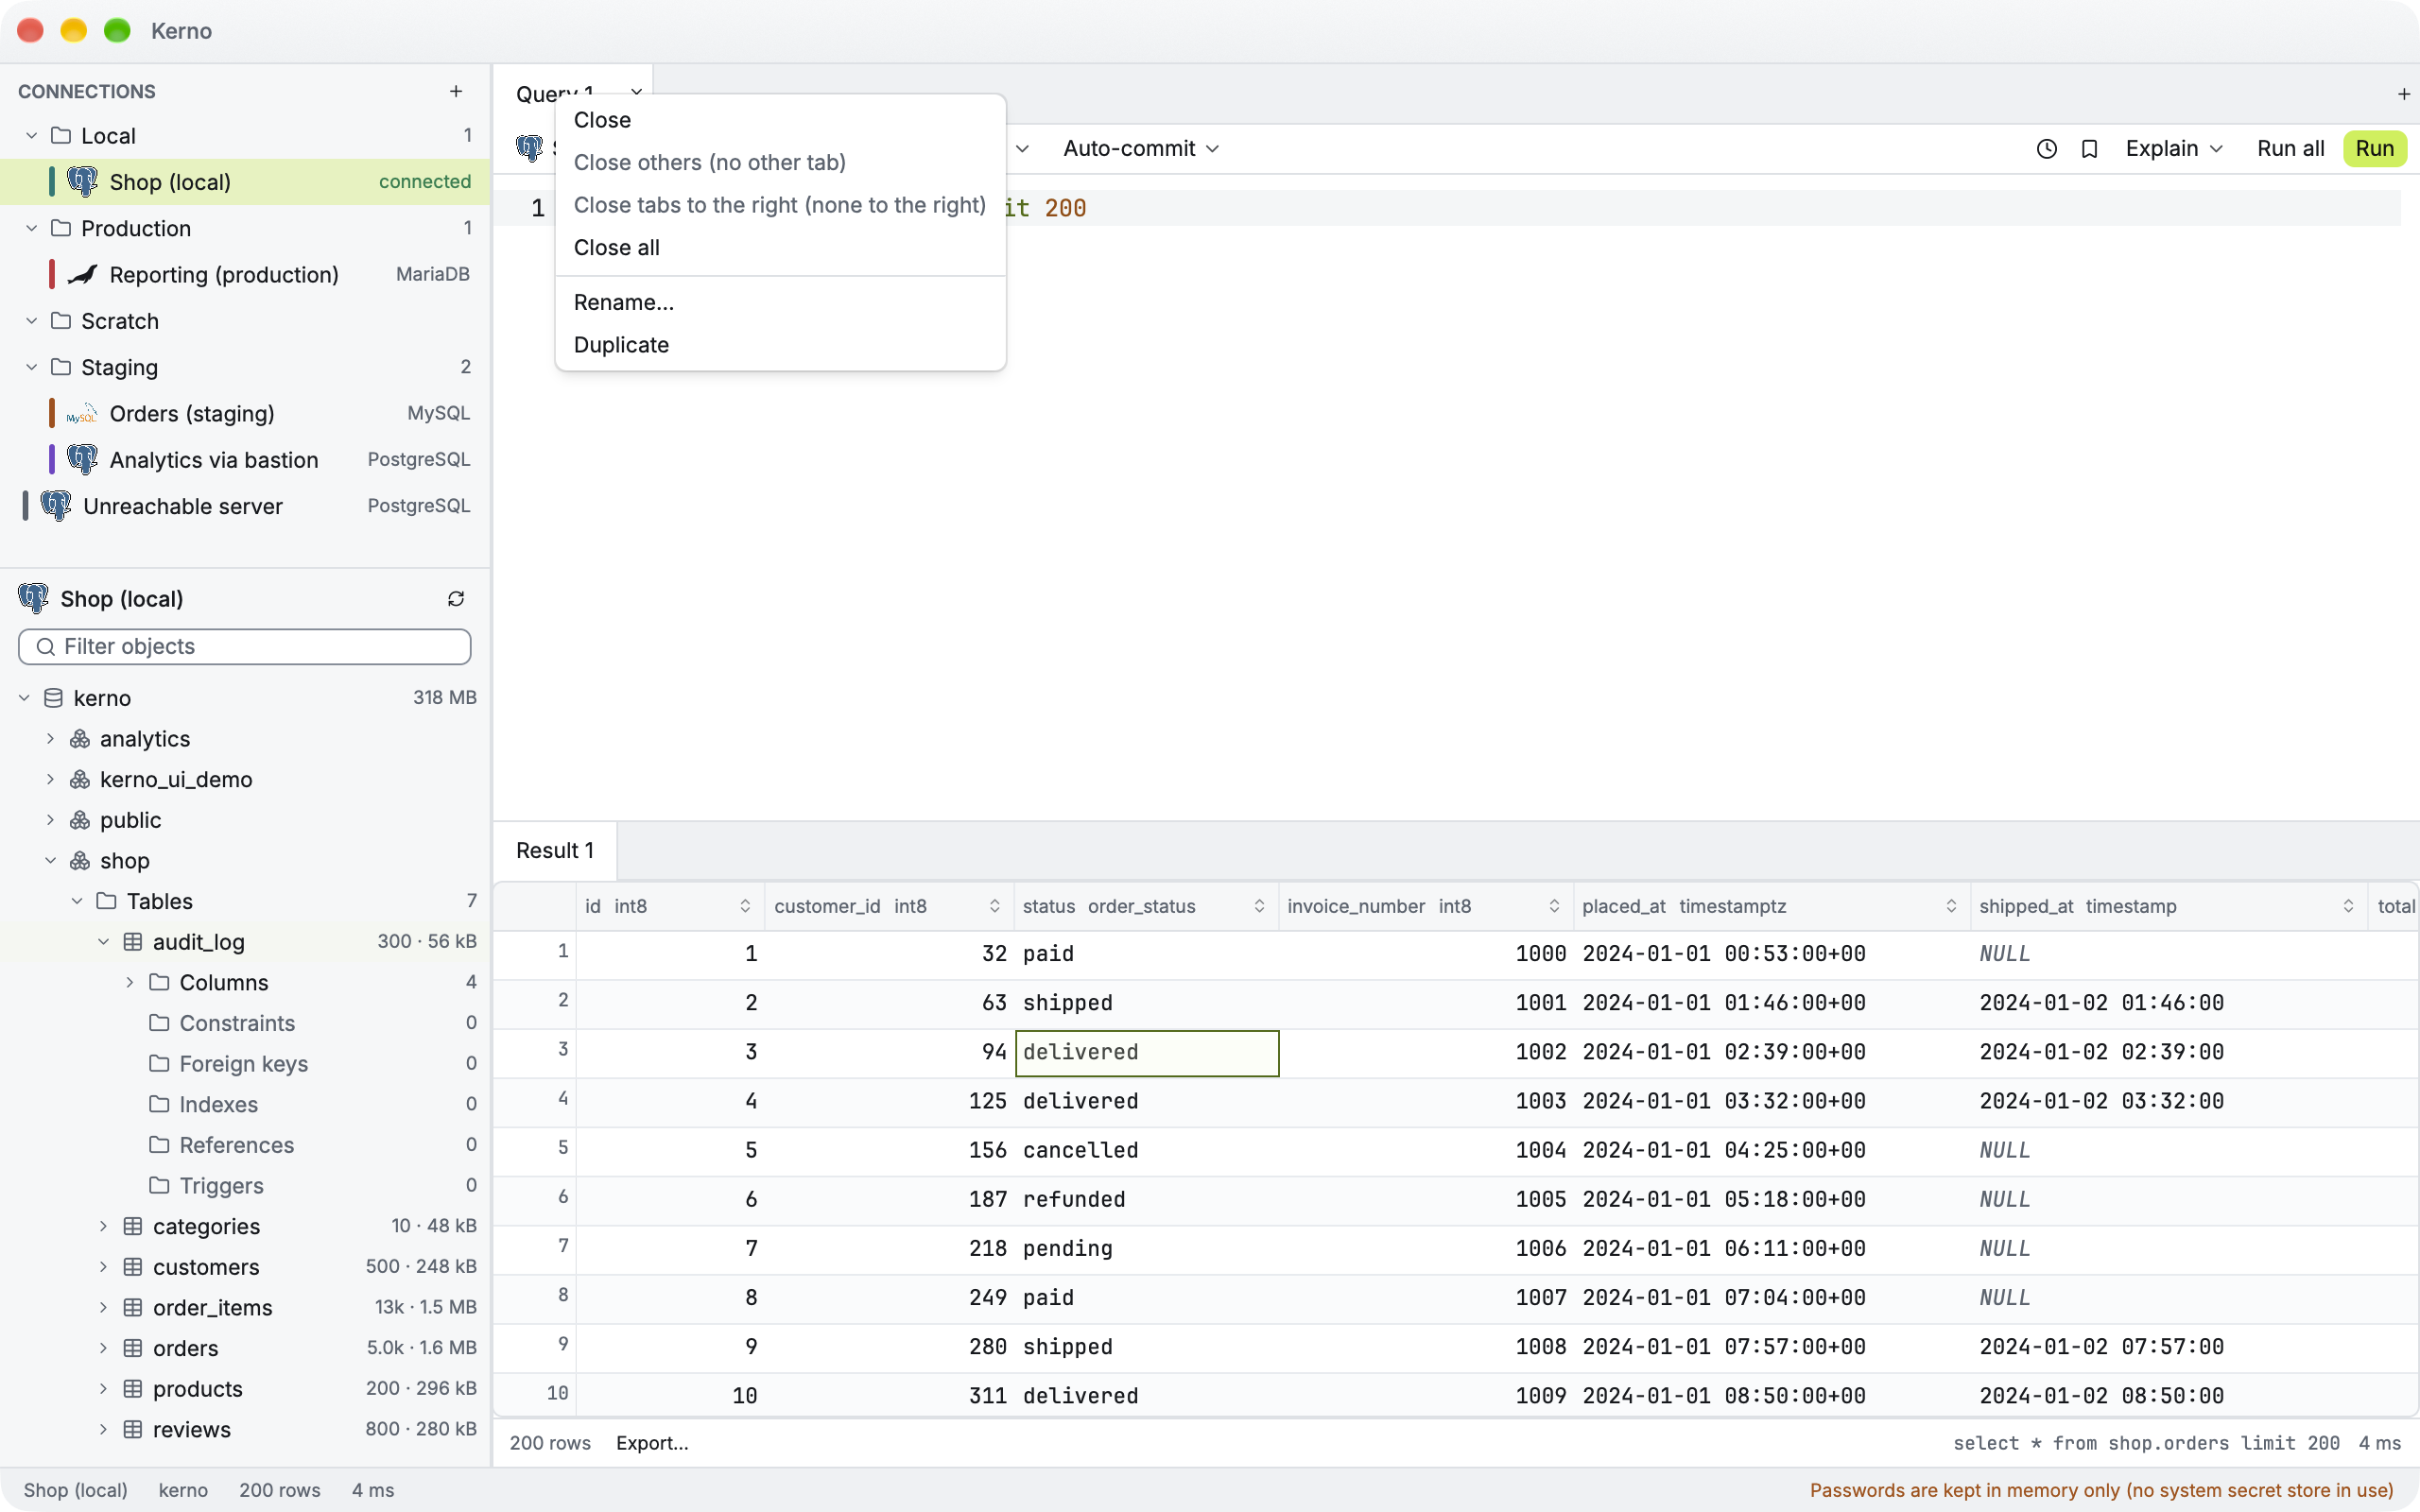 Kerno
CONNECTIONS
Local 1
Shop (local) connected
Production 1
Reporting (production) MariaDB
Scratch
Staging 2
MySQL Orders (staging) MySQL
Analytics via bastion PostgreSQL
Unreachable server PostgreSQL
Shop (local)
Filter objects
kerno 318 MB
analytics
kerno_ui_demo
public
shop
Tables 7
audit_log 300 · 56 kB
Columns 4
Constraints 0
Foreign keys 0
Indexes 0
References 0
Triggers 0
categories 10 · 48 kB
customers 500 · 248 kB
order_items 13k · 1.5 MB
orders 5.0k · 1.6 MB
products 200 · 296 kB
reviews 800 · 280 kB
Query 1
Auto-commit Explain Run all Run
1 it 200
Close
Close others (no other tab)
Close tabs to the right (none to the right)
Close all
Rename...
Duplicate
Result 1
id int8 customer_id int8 status order_status invoice_number int8 placed_at timestamptz shipped_at timestamp total
1 1 32 paid 1000 2024-01-01 00:53:00+00 NULL
2 2 63 shipped 1001 2024-01-01 01:46:00+00 2024-01-02 01:46:00
3 3 94 delivered 1002 2024-01-01 02:39:00+00 2024-01-02 02:39:00
4 4 125 delivered 1003 2024-01-01 03:32:00+00 2024-01-02 03:32:00
5 5 156 cancelled 1004 2024-01-01 04:25:00+00 NULL
6 6 187 refunded 1005 2024-01-01 05:18:00+00 NULL
7 7 218 pending 1006 2024-01-01 06:11:00+00 NULL
8 8 249 paid 1007 2024-01-01 07:04:00+00 NULL
9 9 280 shipped 1008 2024-01-01 07:57:00+00 2024-01-02 07:57:00
10 10 311 delivered 1009 2024-01-01 08:50:00+00 2024-01-02 08:50:00
200 rows Export... select * from shop.orders limit 200 4 ms
Shop (local) kerno 200 rows 4 ms Passwords are kept in memory only (no system secret store in use)